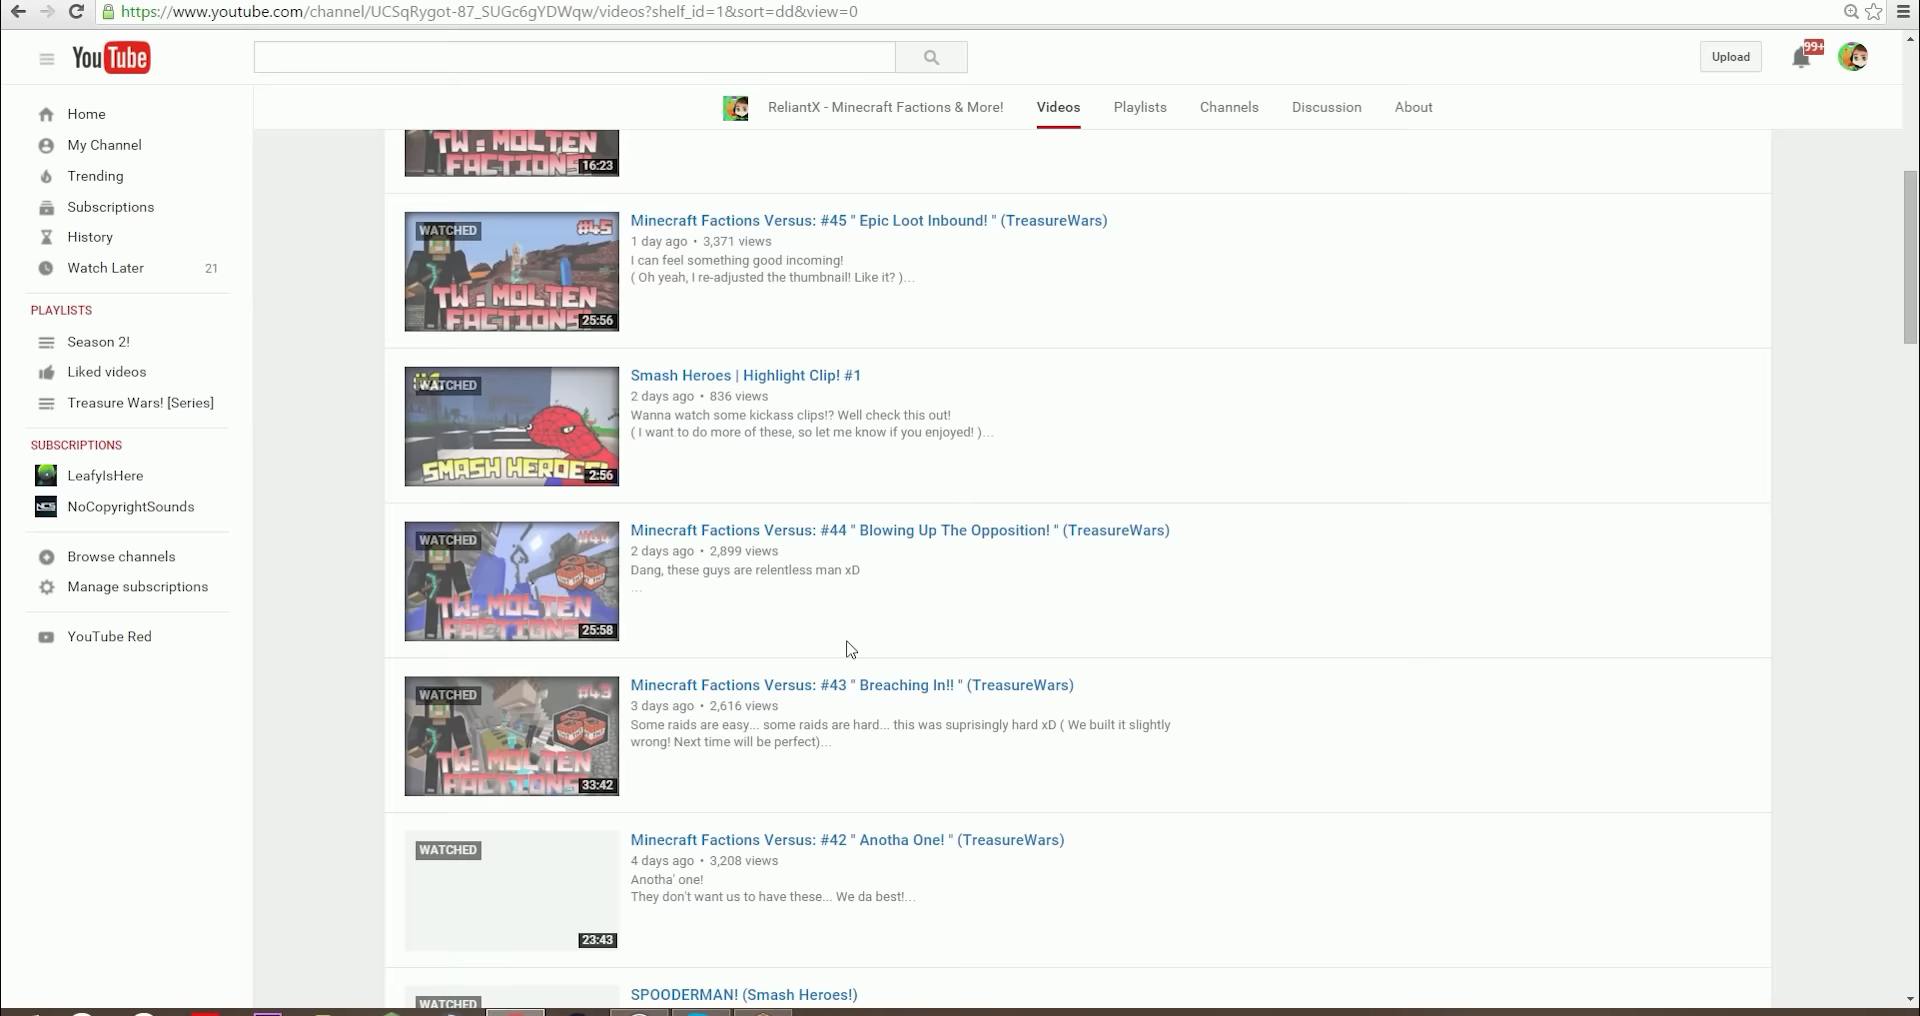 https://www.youtube.com/channel/UCSqRygot-87_SUGc6gYDWqw/videos?shelf_id=1&sort=dd&view=0
YouTube
Upload
99+
ReliantX - Minecraft Factions & More!
Videos
Playlists
Channels
Discussion
About
Home
My Channel
Trending
Subscriptions
History
Watch Later 21
PLAYLISTS
Season 2!
Liked videos
Treasure Wars! [Series]
SUBSCRIPTIONS
LeafyIsHere
NCS
NoCopyrightSounds
Browse channels
Manage subscriptions
YouTube Red
TW : MOLTEN
FACTIONS
16:23
WATCHED
#45
TW : MOLTEN
FACTIONS
25:56
Minecraft Factions Versus: #45 " Epic Loot Inbound! " (TreasureWars)
1 day ago • 3,371 views
I can feel something good incoming!
( Oh yeah, I re-adjusted the thumbnail! Like it? )...
WATCHED
SMASH HEROES!
2:56
Smash Heroes | Highlight Clip! #1
2 days ago • 836 views
Wanna watch some kickass clips!? Well check this out!
( I want to do more of these, so let me know if you enjoyed! )...
WATCHED
#44
TW: MOLTEN
FACTIONS
25:58
Minecraft Factions Versus: #44 " Blowing Up The Opposition! " (TreasureWars)
2 days ago • 2,899 views
Dang, these guys are relentless man xD
...
WATCHED
#43
TW: MOLTEN
FACTIONS
33:42
Minecraft Factions Versus: #43 " Breaching In!! " (TreasureWars)
3 days ago • 2,616 views
Some raids are easy... some raids are hard... this was suprisingly hard xD ( We built it slightly
wrong! Next time will be perfect)...
WATCHED
23:43
Minecraft Factions Versus: #42 " Anotha One! " (TreasureWars)
4 days ago • 3,208 views
Anotha' one!
They don't want us to have these... We da best!...
WATCHED
SPOODERMAN! (Smash Heroes!)